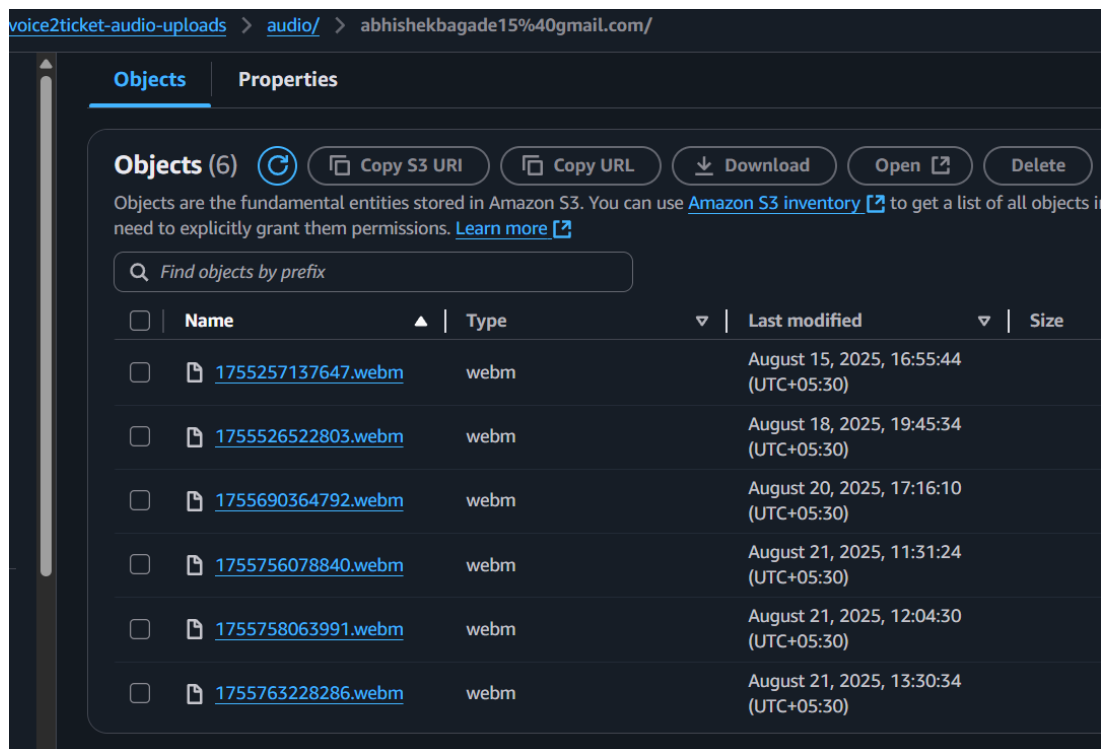 voice2ticket-audio-uploads > audio/ > abhishekbagade15%40gmail.com/
Objects Properties
Objects (6) Copy S3 URI Copy URL Download Open Delete
Objects are the fundamental entities stored in Amazon S3. You can use Amazon S3 inventory to get a list of all objects in
need to explicitly grant them permissions. Learn more
Find objects by prefix
Name Type Last modified Size
1755257137647.webm webm August 15, 2025, 16:55:44
(UTC+05:30)
1755526522803.webm webm August 18, 2025, 19:45:34
(UTC+05:30)
1755690364792.webm webm August 20, 2025, 17:16:10
(UTC+05:30)
1755756078840.webm webm August 21, 2025, 11:31:24
(UTC+05:30)
1755758063991.webm webm August 21, 2025, 12:04:30
(UTC+05:30)
1755763228286.webm webm August 21, 2025, 13:30:34
(UTC+05:30)